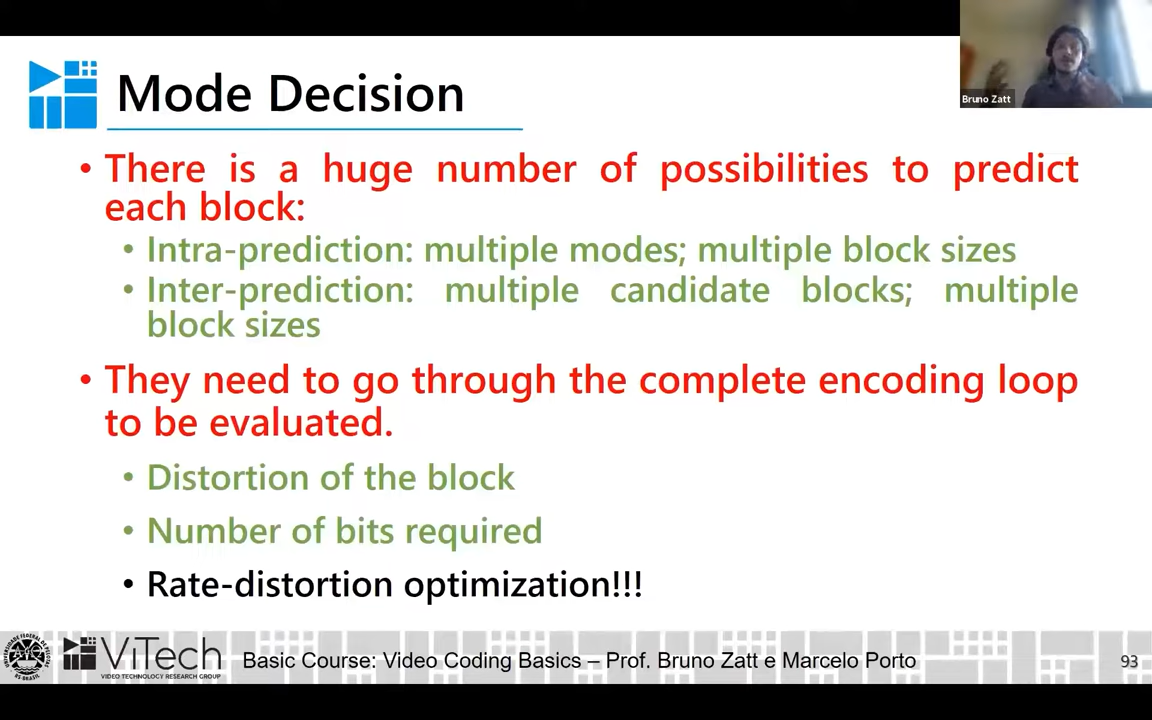 Bruno Zatt
Mode Decision
• There is a huge number of possibilities to predict
each block:
• Intra-prediction: multiple modes; multiple block sizes
• Inter-prediction: multiple candidate blocks; multiple
block sizes
• They need to go through the complete encoding loop
to be evaluated.
• Distortion of the block
• Number of bits required
• Rate-distortion optimization!!!
ViTech
VIDEO TECHNOLOGY RESEARCH GROUP
Basic Course: Video Coding Basics – Prof. Bruno Zatt e Marcelo Porto
93